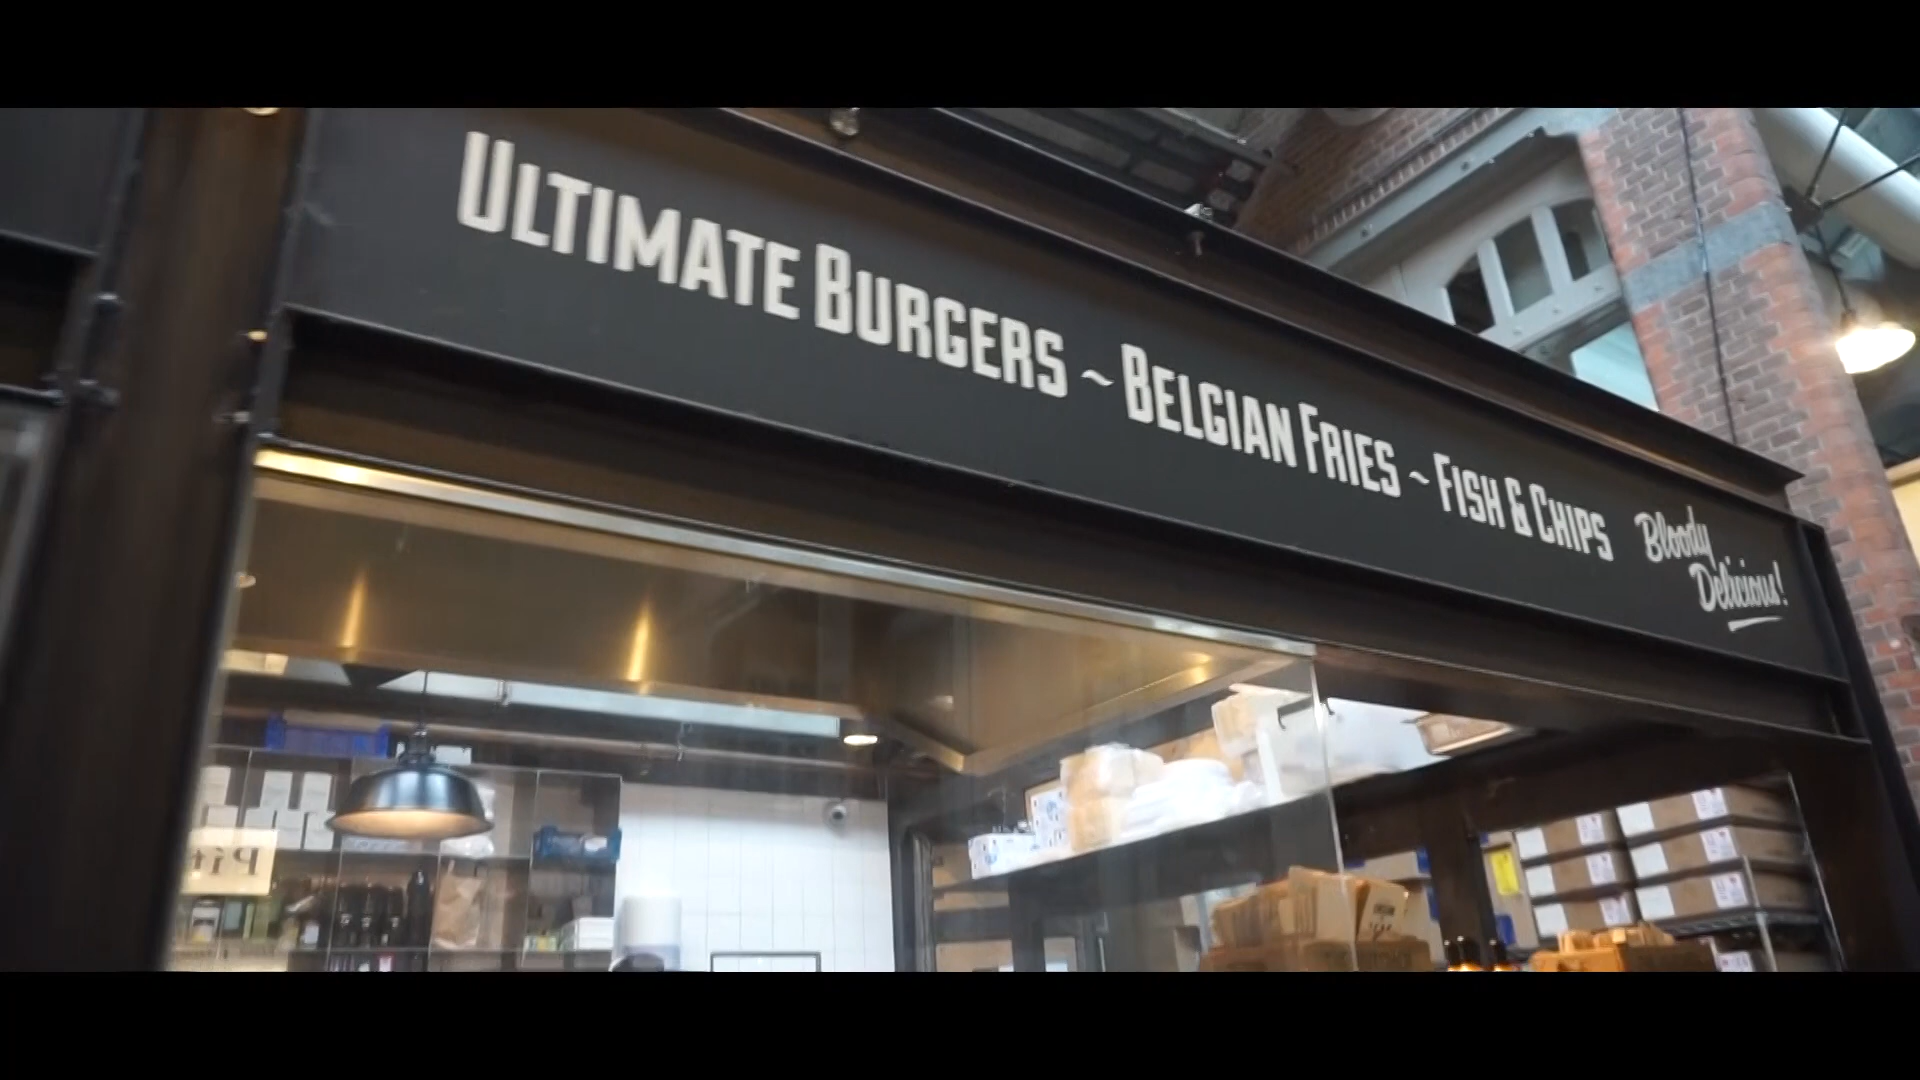 ULTIMATE BURGERS ~ BELGIAN FRIES ~ FISH & CHIPS
Bloody
Delicious!